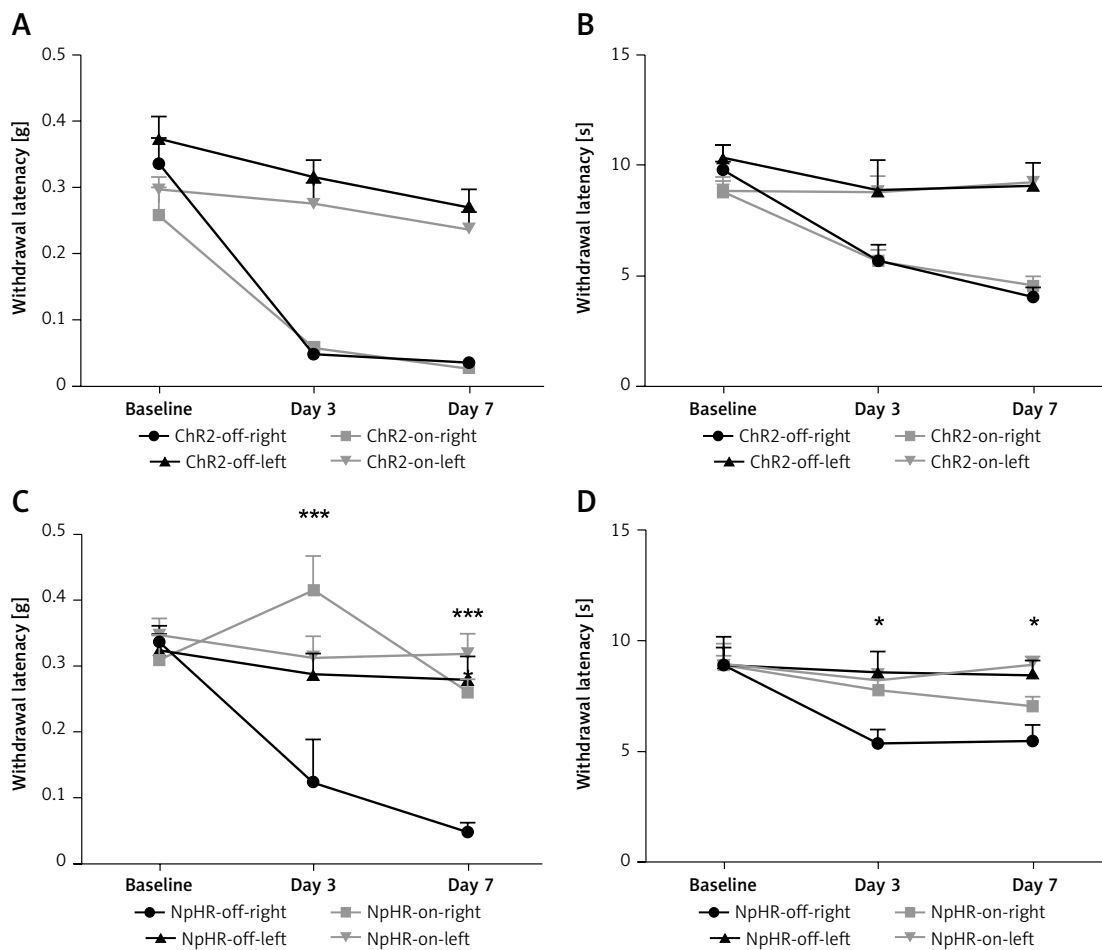 A
Withdrawal latenacy [g]
0.5
0.4
0.3
0.2
0.1
0
Baseline Day 3 Day 7
ChR2-off-right ChR2-on-right
ChR2-off-left ChR2-on-left
B
Withdrawal latenacy [s]
15
10
5
0
Baseline Day 3 Day 7
ChR2-off-right ChR2-on-right
ChR2-off-left ChR2-on-left
C
Withdrawal latenacy [g]
0.5
0.4
0.3
0.2
0.1
0
***
***
Baseline Day 3 Day 7
NpHR-off-right NpHR-on-right
NpHR-off-left NpHR-on-left
D
Withdrawal latenacy [s]
15
10
5
0
* *
Baseline Day 3 Day 7
NpHR-off-right NpHR-on-right
NpHR-off-left NpHR-on-left